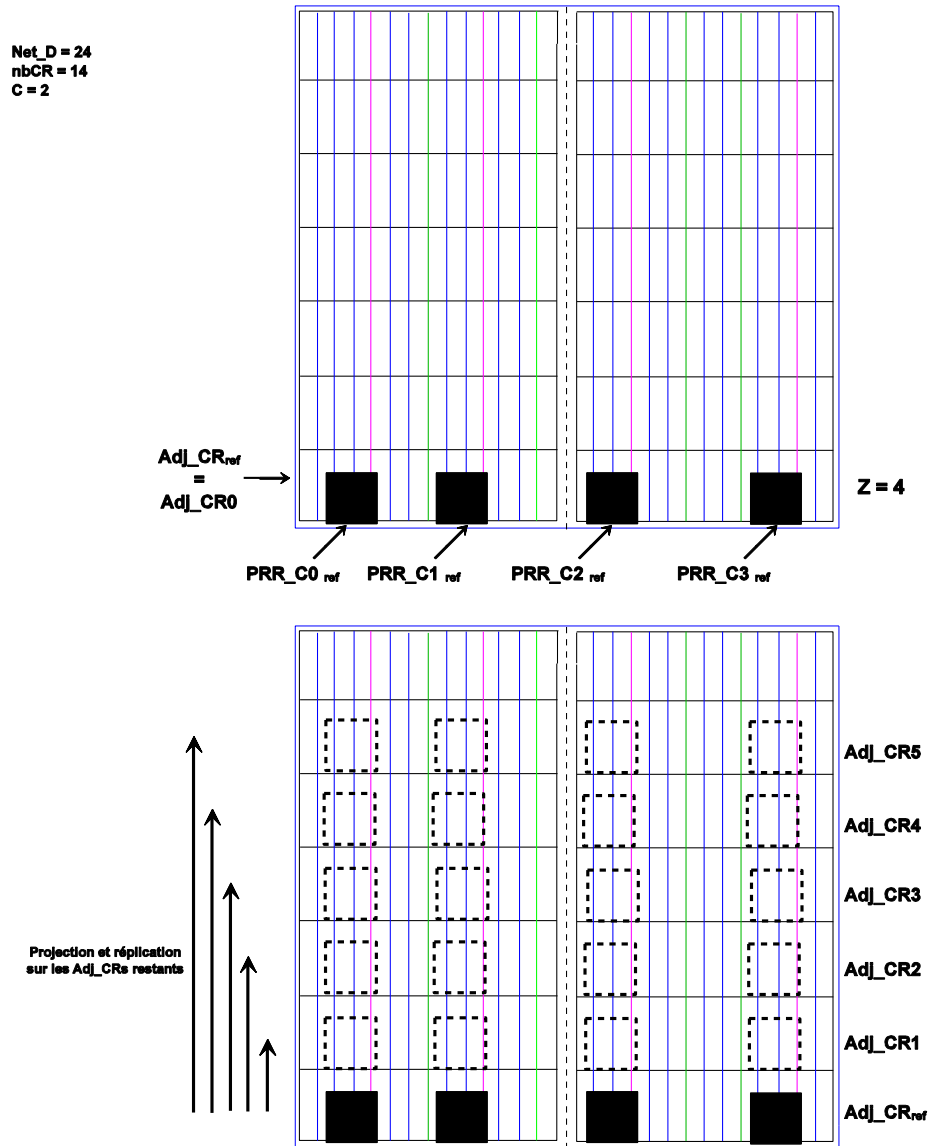 Net_D = 24
nbCR = 14
C = 2
Adj_CRref
=
Adj_CR0
Z = 4
PRR_C0 ref PRR_C1 ref PRR_C2 ref PRR_C3 ref
Adj_CR5
Adj_CR4
Adj_CR3
Projection et réplication
sur les Adj_CRs restants
Adj_CR2
Adj_CR1
Adj_CRref